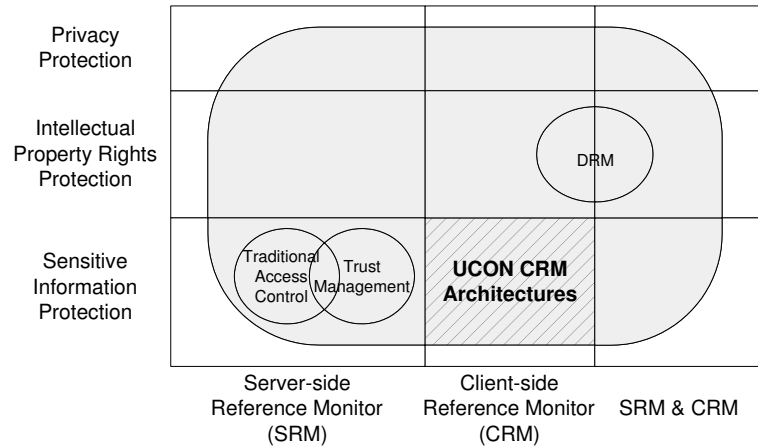 Privacy
Protection
Intellectual
Property Rights
Protection
DRM
Sensitive
Information
Protection
Traditional
Access
Control
Trust
Management
UCON CRM
Architectures
Server-side
Reference Monitor
(SRM)
Client-side
Reference Monitor
(CRM)
SRM & CRM